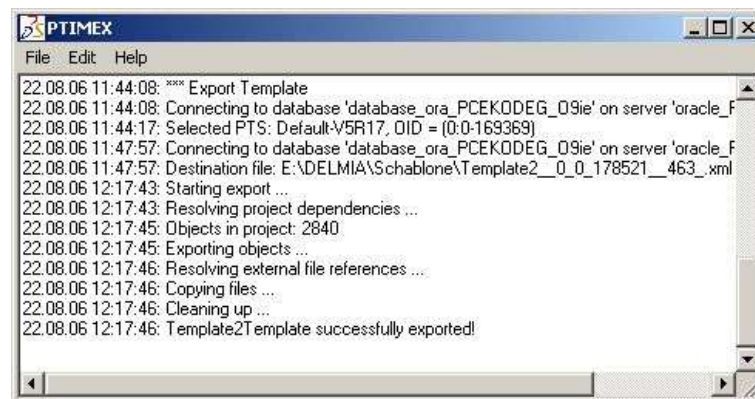 PTIMEX
File Edit Help
22.08.06 11:44:08: *** Export Template
22.08.06 11:44:08: Connecting to database 'database_ora_PCEKODEG_O9ie' on server 'oracle_F
22.08.06 11:44:17: Selected PTS: Default-V5R17, OID = (0:0-169369)
22.08.06 11:47:57: Connecting to database 'database_ora_PCEKODEG_O9ie' on server 'oracle_F
22.08.06 11:47:57: Destination file: E:\DELMIA\Schablone\Template2__0_0_178521__463_.xml
22.08.06 12:17:43: Starting export ...
22.08.06 12:17:43: Resolving project dependencies ...
22.08.06 12:17:45: Objects in project: 2840
22.08.06 12:17:45: Exporting objects ...
22.08.06 12:17:46: Resolving external file references ...
22.08.06 12:17:46: Copying files ...
22.08.06 12:17:46: Cleaning up ...
22.08.06 12:17:46: Template2Template successfully exported!